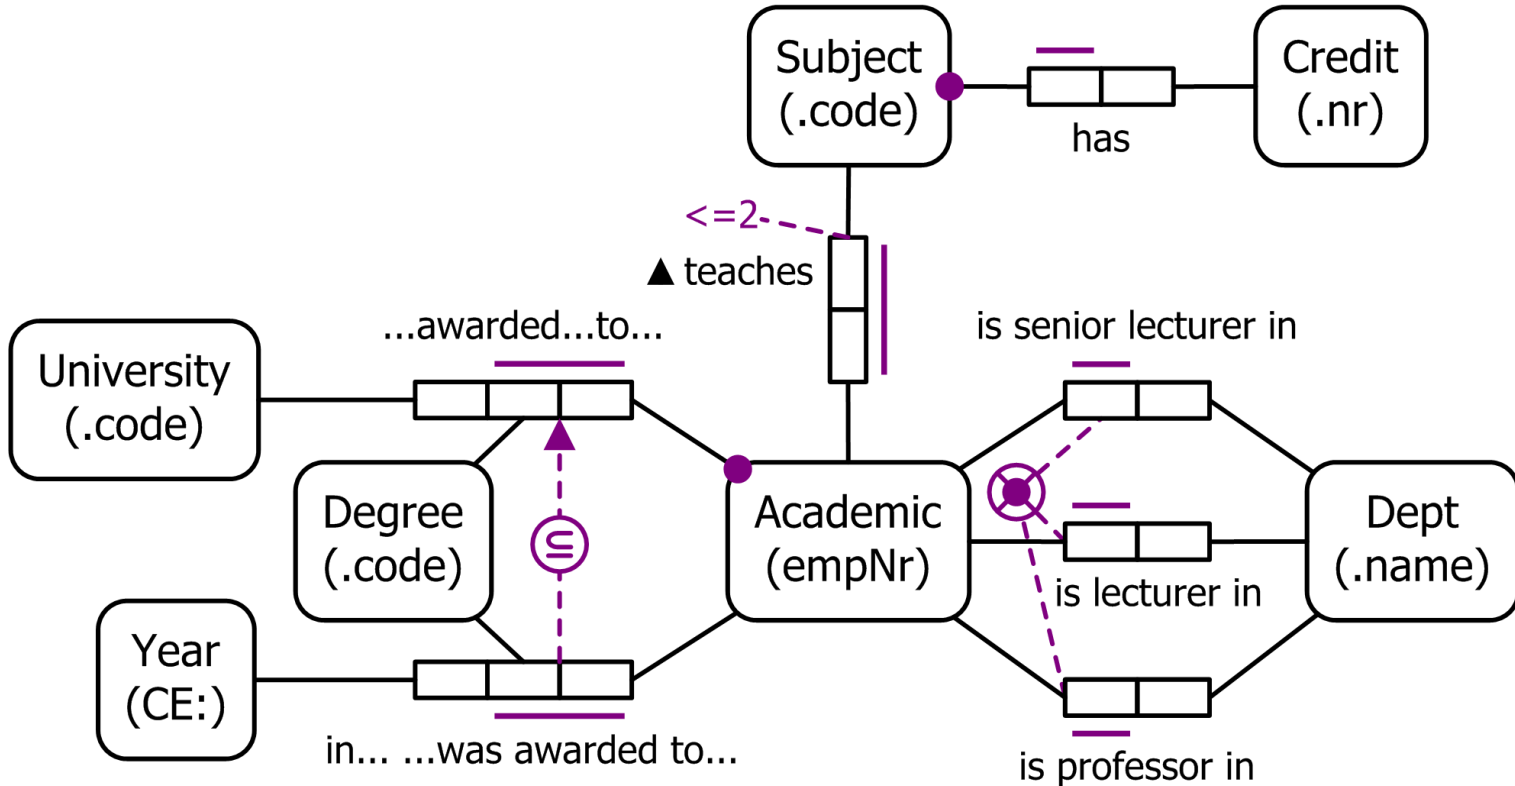 Subject
(.code)
Credit
(.nr)
has
<=2
▲ teaches
...awarded...to...
is senior lecturer in
University
(.code)
Degree
(.code)
⊆
Academic
(empNr)
Dept
(.name)
is lecturer in
Year
(CE:)
in... ...was awarded to...
is professor in